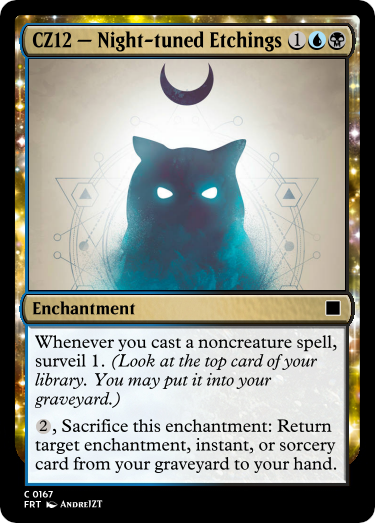 CZ12 — Night-tuned Etchings 1
Enchantment
Whenever you cast a noncreature spell,
surveil 1. (Look at the top card of your
library. You may put it into your
graveyard.)
2, Sacrifice this enchantment: Return
target enchantment, instant, or sorcery
card from your graveyard to your hand.
C 0167
FRT AndreJZT